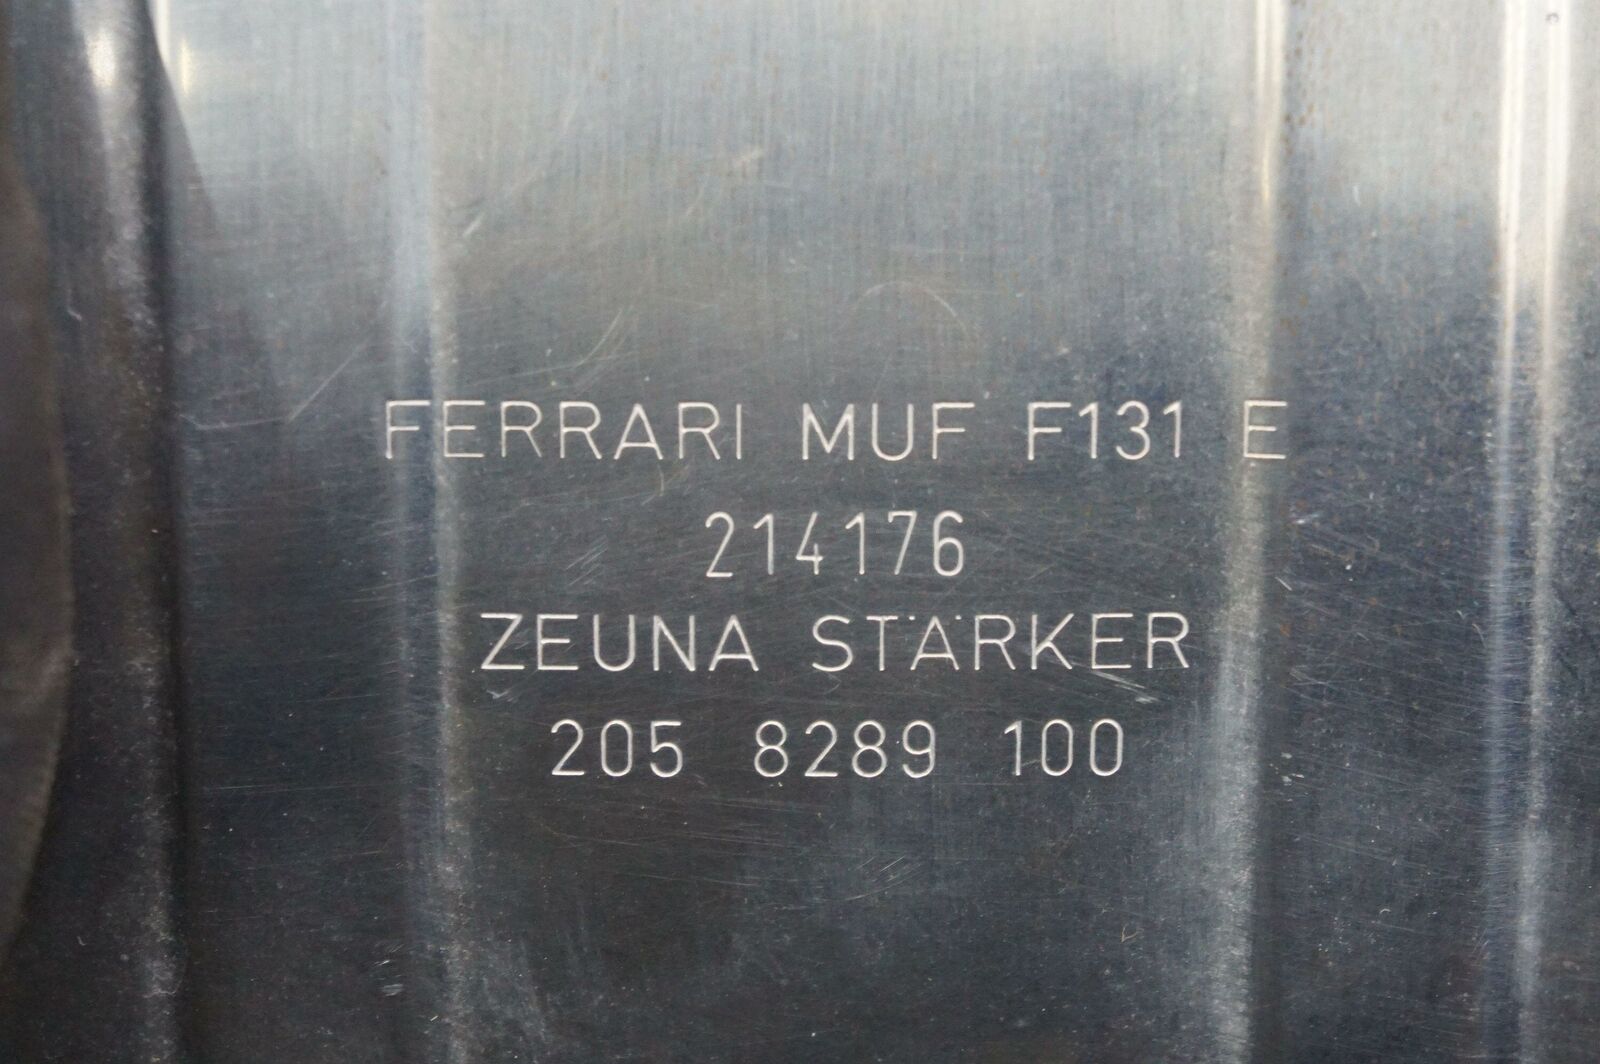 FERRARI MUF F131 E
214176
ZEUNA STÄRKER
205 8289 100